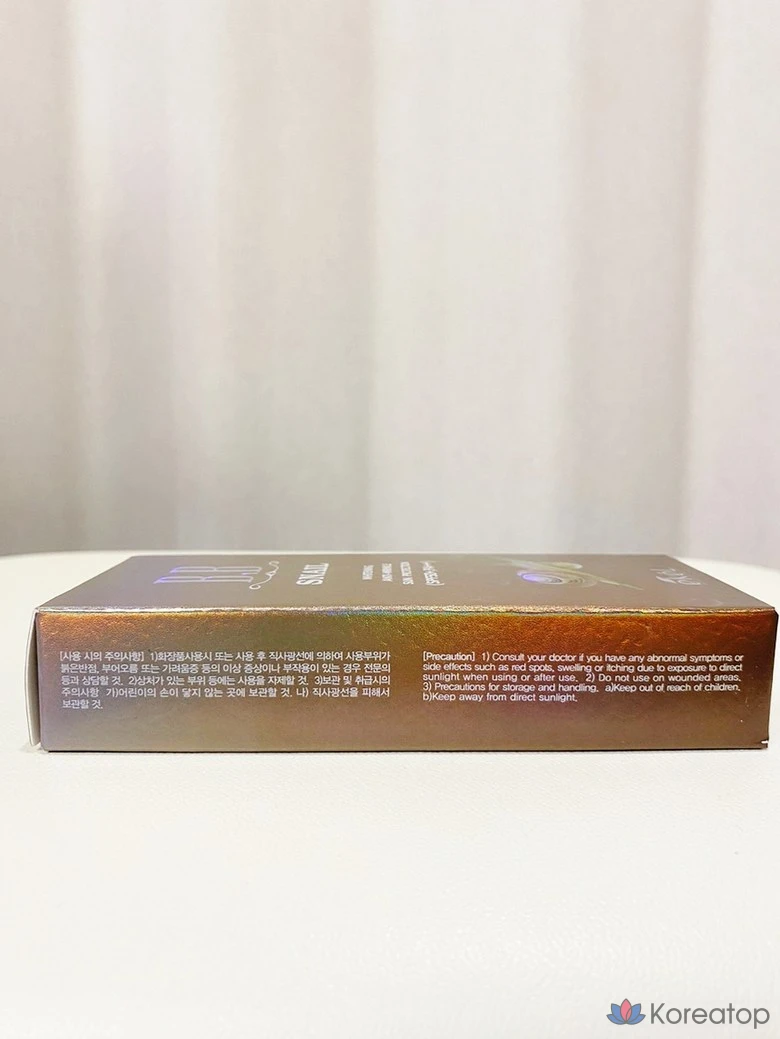 B.B
SNAIL
WHITENING
ANTI-WRINKLE
SUN PROTECTION
[사용 시의 주의사항] 1)화장품사용시 또는 사용 후 직사광선에 의하여 사용부위가
붉은반점, 부어오름 또는 가려움증 등의 이상 증상이나 부작용이 있는 경우 전문의
등과 상담할 것. 2)상처가 있는 부위 등에는 사용을 자제할 것. 3)보관 및 취급시의
주의사항 가)어린이의 손이 닿지 않는 곳에 보관할 것. 나) 직사광선을 피해서
보관할 것.
[Precaution] 1) Consult your doctor if you have any abnormal symptoms or
side effects such as red spots, swelling or itching due to exposure to direct
sunlight when using or after use. 2) Do not use on wounded areas.
3) Precautions for storage and handling. a)Keep out of reach of children.
b)Keep away from direct sunlight.
Koreatop